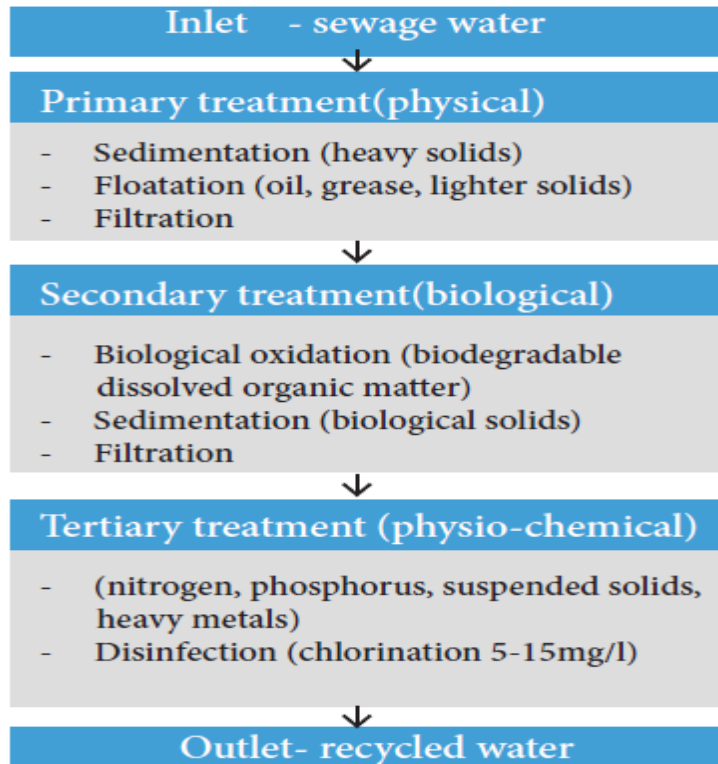 Inlet - sewage water
Primary treatment(physical)
- Sedimentation (heavy solids)
- Floatation (oil, grease, lighter solids)
- Filtration
Secondary treatment(biological)
- Biological oxidation (biodegradable
dissolved organic matter)
- Sedimentation (biological solids)
- Filtration
Tertiary treatment (physio-chemical)
- (nitrogen, phosphorus, suspended solids,
heavy metals)
- Disinfection (chlorination 5-15mg/l)
Outlet- recycled water